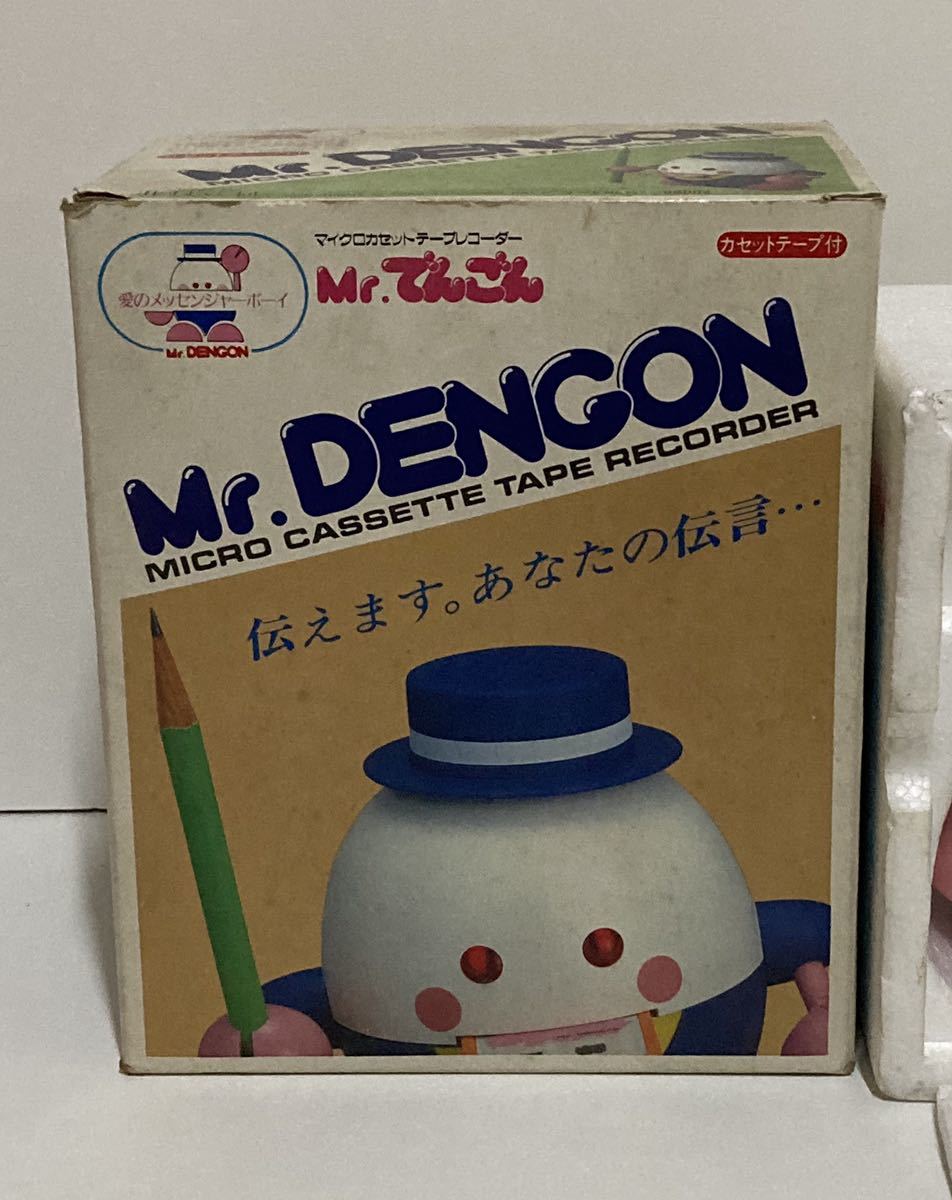 Mr. DENGON
MICRO CASSETTE TAPE
マイクロカセットテープレコーダー
Mr.でんごん
カセットテープ付
愛のメッセンジャーボーイ
Mr. DENGON
Mr. DENGON
MICRO CASSETTE TAPE RECORDER
伝えます。あなたの伝言…